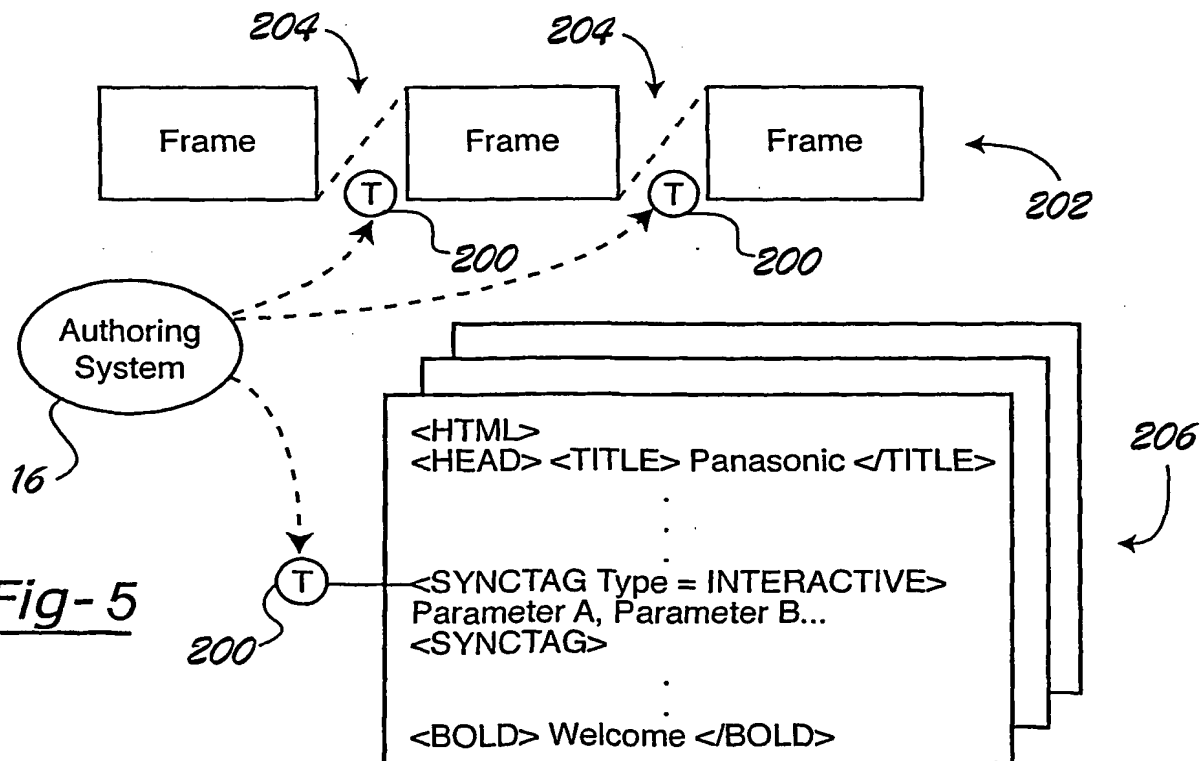 204
204
Frame
Frame
Frame
202
T
T
200
200
Authoring
System
16
206
<HTML>
<HEAD> <TITLE> Panasonic </TITLE>
.
.
.
<SYNCTAG Type = INTERACTIVE>
Parameter A, Parameter B...
<SYNCTAG>
.
.
<BOLD> Welcome </BOLD>
T
200
Fig-5